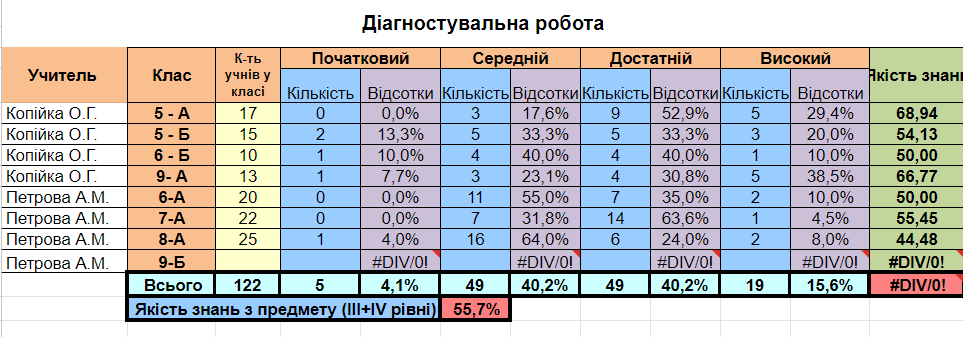 Діагностувальна робота
Учитель Клас К-ть учнів у класі Початковий Середній Достатній Високий Якість знань
Кількість Відсотки Кількість Відсотки Кількість Відсотки Кількість Відсотки
Копійка О.Г. 5 - А 17 0 0,0% 3 17,6% 9 52,9% 5 29,4% 68,94
Копійка О.Г. 5 - Б 15 2 13,3% 5 33,3% 5 33,3% 3 20,0% 54,13
Копійка О.Г. 6 - Б 10 1 10,0% 4 40,0% 4 40,0% 1 10,0% 50,00
Копійка О.Г. 9- А 13 1 7,7% 3 23,1% 4 30,8% 5 38,5% 66,77
Петрова А.М. 6-А 20 0 0,0% 11 55,0% 7 35,0% 2 10,0% 50,00
Петрова А.М. 7-А 22 0 0,0% 7 31,8% 14 63,6% 1 4,5% 55,45
Петрова А.М. 8-А 25 1 4,0% 16 64,0% 6 24,0% 2 8,0% 44,48
Петрова А.М. 9-Б #DIV/0! #DIV/0! #DIV/0! #DIV/0! #DIV/0!
Всього 122 5 4,1% 49 40,2% 49 40,2% 19 15,6% #DIV/0!
Якість знань з предмету (III+IV рівні) 55,7%